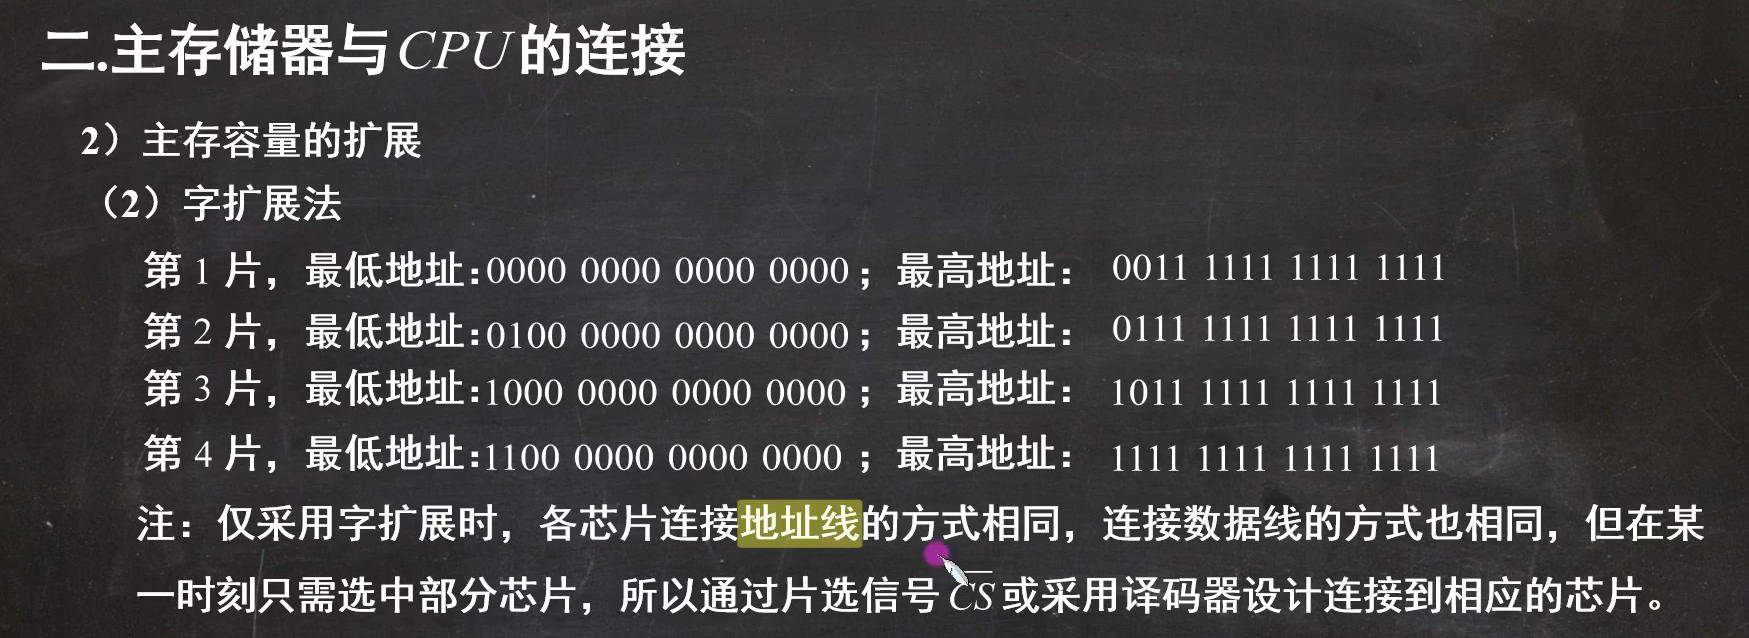 二.主存储器与CPU的连接
2）主存容量的扩展
（2）字扩展法
第 1 片，最低地址:0000 0000 0000 0000；最高地址： 0011 1111 1111 1111
第 2 片，最低地址:0100 0000 0000 0000；最高地址： 0111 1111 1111 1111
第 3 片，最低地址:1000 0000 0000 0000；最高地址： 1011 1111 1111 1111
第 4 片，最低地址:1100 0000 0000 0000；最高地址： 1111 1111 1111 1111
注：仅采用字扩展时，各芯片连接地址线的方式相同，连接数据线的方式也相同，但在某
一时刻只需选中部分芯片，所以通过片选信号 C̅S̅ 或采用译码器设计连接到相应的芯片。